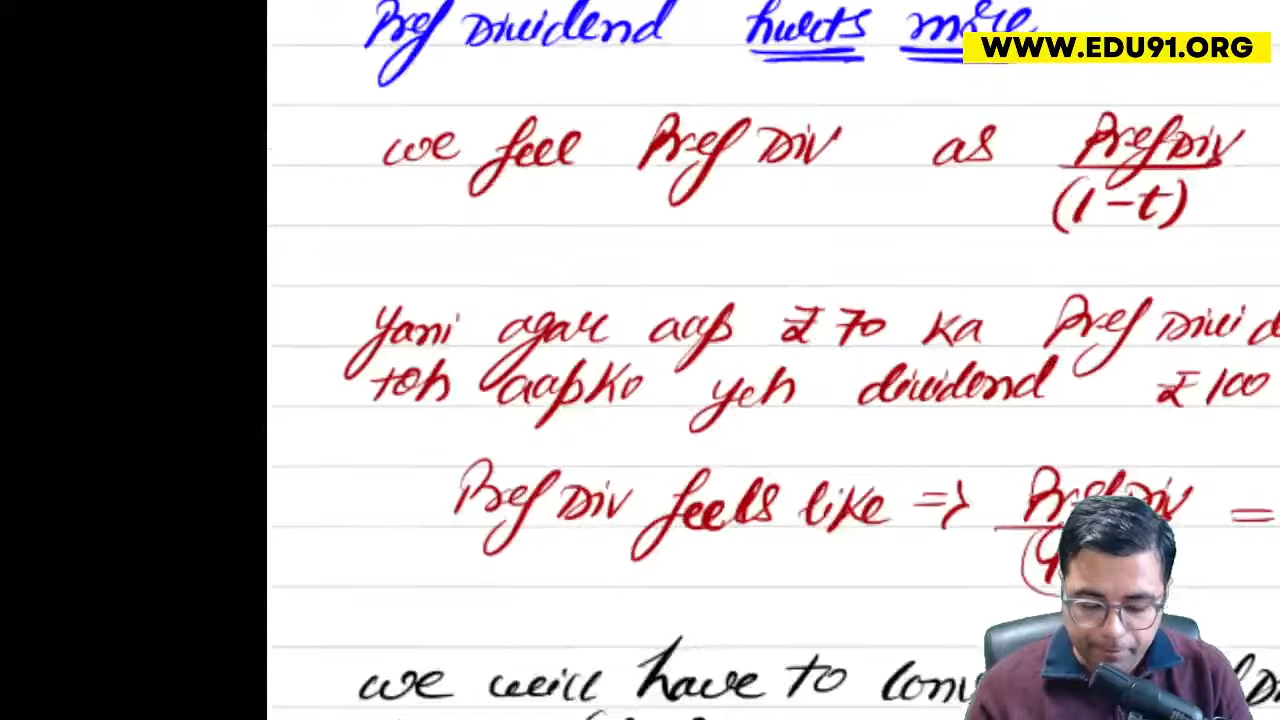 Pref Dividend hurts more
WWW.EDU91.ORG
we feel Pref Div as Pref Div
(1-t)
Yani agar aap ₹70 ka Pref Divid
toh aapko yeh dividend ₹100
Pref Div feels like => Pref Div =
we will have to